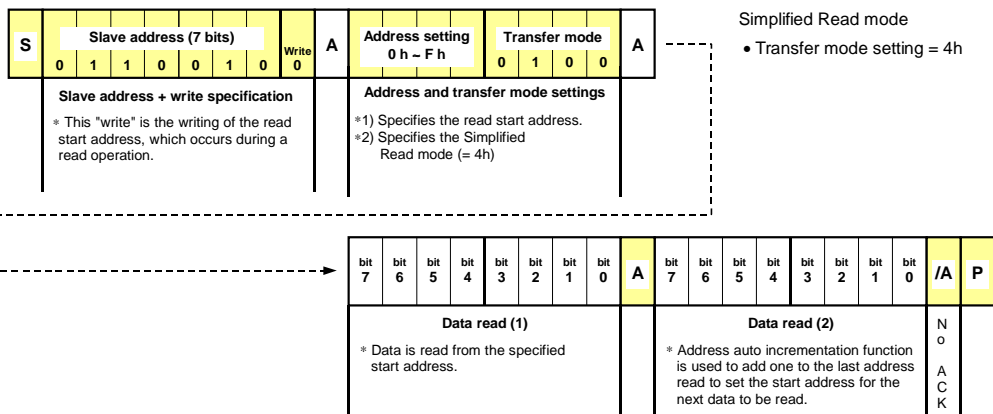 Simplified Read mode
• Transfer mode setting = 4h
S
Slave address (7 bits)
0 1 1 0 0 1 0
Write
0
A
Address setting
0 h ~ F h
Transfer mode
0 1 0 0
A
Slave address + write specification
* This "write" is the writing of the read
start address, which occurs during a
read operation.
Address and transfer mode settings
*1) Specifies the read start address.
*2) Specifies the Simplified
Read mode (= 4h)
bit bit bit bit bit bit bit bit
7 6 5 4 3 2 1 0
A
bit bit bit bit bit bit bit bit
7 6 5 4 3 2 1 0
/A
P
Data read (1)
* Data is read from the specified
start address.
Data read (2)
* Address auto incrementation function
is used to add one to the last address
read to set the start address for the
next data to be read.
No ACK